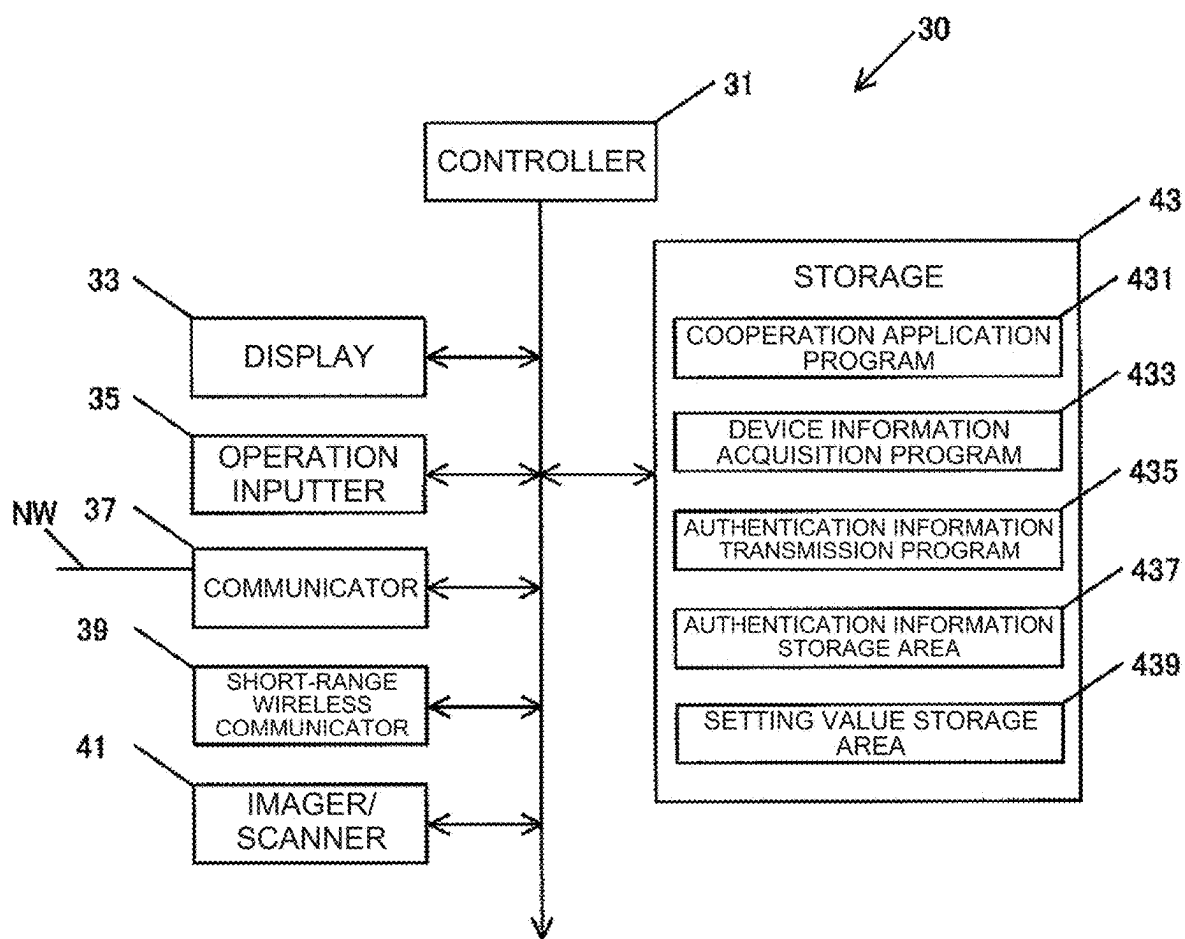 30
31
CONTROLLER
43
STORAGE
33
431
DISPLAY
COOPERATION APPLICATION
PROGRAM
35
433
OPERATION
INPUTTER
DEVICE INFORMATION
ACQUISITION PROGRAM
NW
37
435
COMMUNICATOR
AUTHENTICATION INFORMATION
TRANSMISSION PROGRAM
39
437
SHORT-RANGE
WIRELESS
COMMUNICATOR
AUTHENTICATION INFORMATION
STORAGE AREA
41
439
IMAGER/
SCANNER
SETTING VALUE STORAGE
AREA